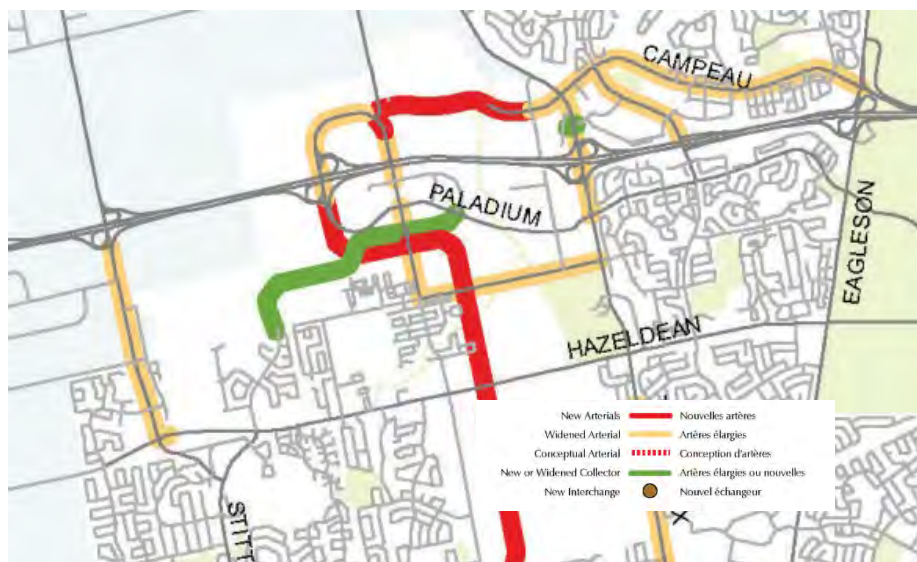 CAMPEAU
PALADIUM
EAGLESON
HAZELDEAN
New Arterials Nouvelles artères
Widened Arterial Artères élargies
Conceptual Arterial Conception d'artères
New or Widened Collector Artères élargies ou nouvelles
New Interchange Nouvel échangeur
STITT